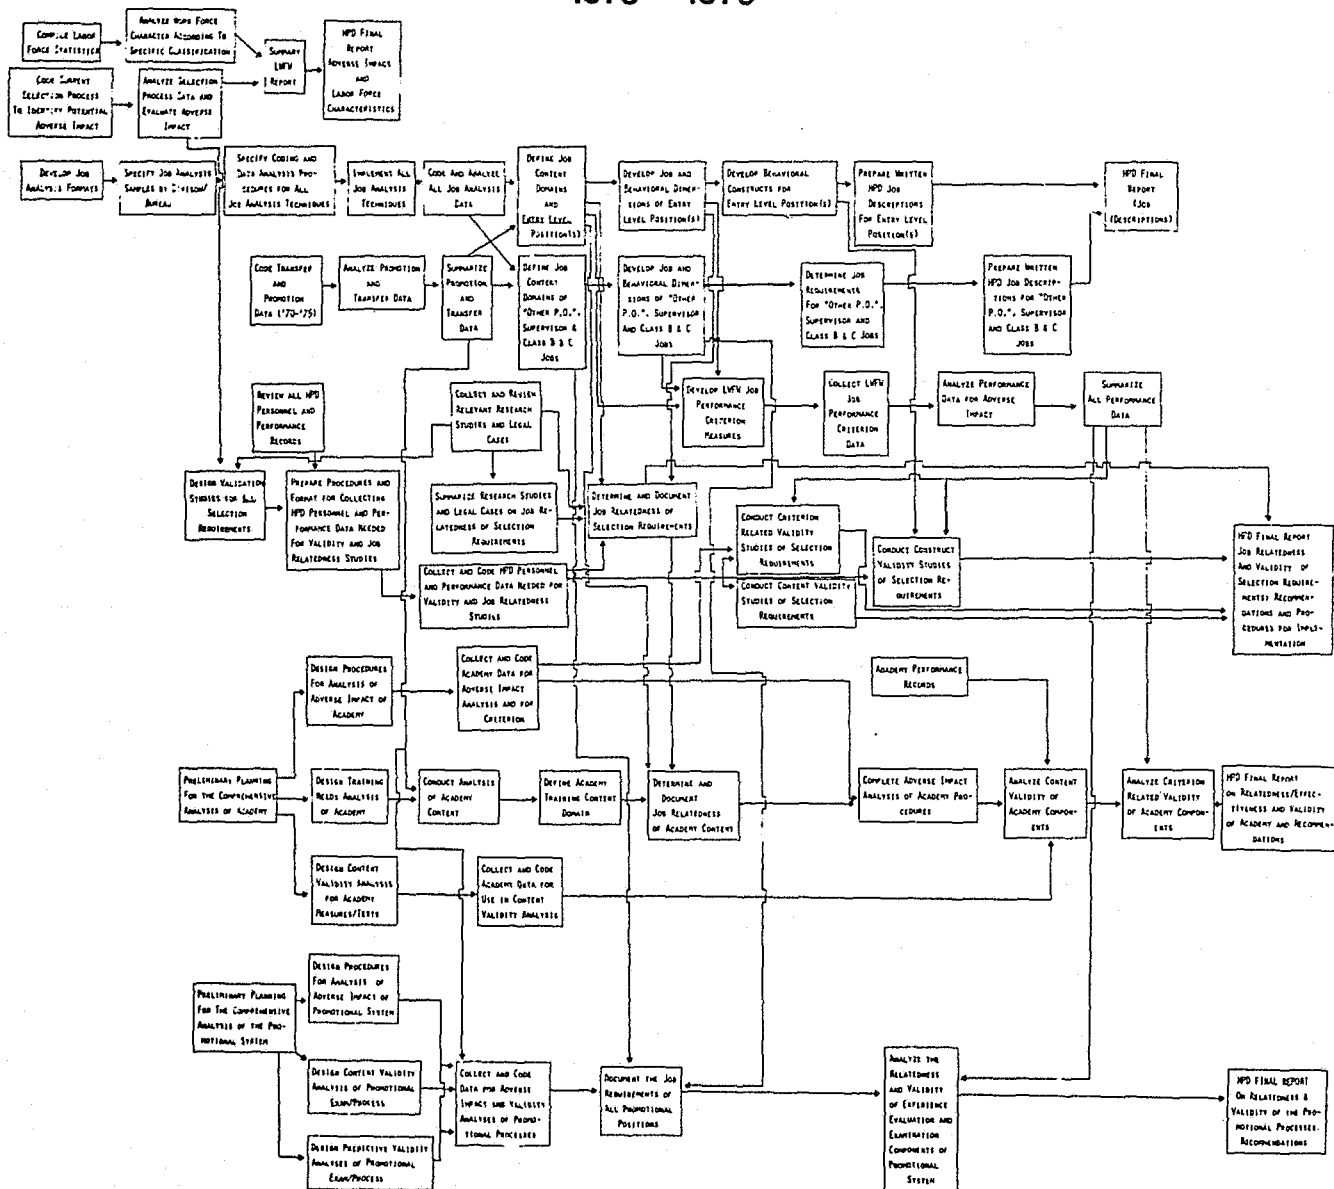 COMPILE LABOR
FORCE STATISTICS
ANALYZE WORK FORCE
CHARACTER ACCORDING TO
SPECIFIC CLASSIFICATION
SUMMARY
LMFW
REPORT
HPD FINAL
REPORT
ADVERSE IMPACT
AND
LABOR FORCE
CHARACTERISTICS
CODE CURRENT
SELECTION PROCESS
TO IDENTIFY POTENTIAL
ADVERSE IMPACT
ANALYZE SELECTION
PROCESS DATA AND
EVALUATE ADVERSE
IMPACT
DEVELOP JOB
ANALYSIS FORMATS
SPECIFY JOB ANALYSIS
SAMPLES BY DIVISON/
BUREAU
SPECIFY CODING AND
DATA ANALYSIS PRO-
CEDURES FOR ALL
JOB ANALYSIS TECHNIQUES
IMPLEMENT ALL
JOB ANALYSIS
TECHNIQUES
CODE AND ANALYZE
ALL JOB ANALYSIS
DATA
DEFINE JOB
CONTENT
DOMAINS
AND
ENTRY LEVEL
POSITION(S)
DEVELOP JOB AND
BEHAVIORAL DIMEN-
SIONS OF ENTRY
LEVEL POSITION(S)
DEVELOP BEHAVIORAL
CONSTRUCTS FOR
ENTRY LEVEL POSITION(S)
PREPARE WRITTEN
HPD JOB
DESCRIPTIONS
FOR ENTRY LEVEL
POSITION(S)
HPD FINAL
REPORT
(JOB
DESCRIPTIONS)
CODE TRANSFER
AND
PROMOTION
DATA ('70-'75)
ANALYZE PROMOTION
AND
TRANSFER DATA
SUMMARIZE
PROMOTION
AND
TRANSFER
DATA
DEFINE JOB
CONTENT
DOMAINS OF
"OTHER P.O.",
SUPERVISOR &
CLASS B & C
JOBS
DEVELOP JOB AND
BEHAVIORAL DIMEN-
SIONS OF "OTHER
P.O.", SUPERVISOR
AND CLASS B & C
JOBS
DETERMINE JOB
REQUIREMENTS
FOR "OTHER P.O.",
SUPERVISOR AND
CLASS B & C JOBS
PREPARE WRITTEN
HPD JOB DESCRIP-
TIONS FOR "OTHER
P.O.", SUPERVISOR
AND CLASS B & C
JOBS
REVIEW ALL HPD
PERSONNEL AND
PERFORMANCE
RECORDS
COLLECT AND REVIEW
RELEVANT RESEARCH
STUDIES AND LEGAL
CASES
DEVELOP LMFW JOB
PERFORMANCE
CRITERION
MEASURES
COLLECT LMFW
JOB
PERFORMANCE
CRITERION
DATA
ANALYZE PERFORMANCE
DATA FOR ADVERSE
IMPACT
SUMMARIZE
ALL PERFORMANCE
DATA
DESIGN VALIDATION
STUDIES FOR ALL
SELECTION
REQUIREMENTS
PREPARE PROCEDURES AND
FORMAT FOR COLLECTING
HPD PERSONNEL AND PER-
FORMANCE DATA NEEDED
FOR VALIDITY AND JOB
RELATEDNESS STUDIES
SUMMARIZE RESEARCH STUDIES
AND LEGAL CASES ON JOB RE-
LATEDNESS OF SELECTION
REQUIREMENTS
DETERMINE AND DOCUMENT
JOB RELATEDNESS OF
SELECTION REQUIREMENTS
CONDUCT CRITERION
RELATED VALIDITY
STUDIES OF SELECTION
REQUIREMENTS
CONDUCT CONSTRUCT
VALIDITY STUDIES
OF SELECTION RE-
QUIREMENTS
HPD FINAL REPORT
JOB RELATEDNESS
AND VALIDITY OF
SELECTION REQUIRE-
MENTS: RECOMMEN-
DATIONS AND PRO-
CEDURES FOR IMPLE-
MENTATION
COLLECT AND CODE HPD PERSONNEL
AND PERFORMANCE DATA NEEDED FOR
VALIDITY AND JOB RELATEDNESS
STUDIES
CONDUCT CONTENT VALIDITY
STUDIES OF SELECTION
REQUIREMENTS
DESIGN PROCEDURES
FOR ANALYSIS OF
ADVERSE IMPACT OF
ACADEMY
COLLECT AND CODE
ACADEMY DATA FOR
ADVERSE IMPACT
ANALYSIS AND FOR
CRITERION
ACADEMY PERFORMANCE
RECORDS
PRELIMINARY PLANNING
FOR THE COMPREHENSIVE
ANALYSIS OF ACADEMY
DESIGN TRAINING
NEEDS ANALYSIS
OF ACADEMY
CONDUCT ANALYSIS
OF ACADEMY
CONTENT
DEFINE ACADEMY
TRAINING CONTENT
DOMAIN
DETERMINE AND
DOCUMENT
JOB RELATEDNESS
OF ACADEMY CONTENT
COMPLETE ADVERSE IMPACT
ANALYSIS OF ACADEMY PRO-
CEDURES
ANALYZE CONTENT
VALIDITY OF
ACADEMY COMPON-
ENTS
ANALYZE CRITERION
RELATED VALIDITY
OF ACADEMY COMPON-
ENTS
HPD FINAL REPORT
ON RELATEDNESS/EFFEC-
TIVENESS AND VALIDITY
OF ACADEMY AND RECOMMEN-
DATIONS
DESIGN CONTENT
VALIDITY ANALYSIS
FOR ACADEMY
MEASURES/TESTS
COLLECT AND CODE
ACADEMY DATA FOR
USE IN CONTENT
VALIDITY ANALYSIS
DESIGN PROCEDURES
FOR ANALYSIS OF
ADVERSE IMPACT OF
PROMOTIONAL SYSTEM
PRELIMINARY PLANNING
FOR THE COMPREHENSIVE
ANALYSIS OF THE PRO-
MOTIONAL SYSTEM
DESIGN CONTENT VALIDITY
ANALYSIS OF PROMOTIONAL
EXAM/PROCESS
COLLECT AND CODE
DATA FOR ADVERSE
IMPACT AND VALIDITY
ANALYSES OF PROMO-
TIONAL PROCESSES
DOCUMENT THE JOB
REQUIREMENTS OF
ALL PROMOTIONAL
POSITIONS
ANALYZE THE
RELATEDNESS
AND VALIDITY
OF EXPERIENCE
EVALUATION AND
EXAMINATION
COMPONENTS OF
PROMOTIONAL
SYSTEM
HPD FINAL REPORT
ON RELATEDNESS &
VALIDITY OF THE PRO-
MOTIONAL PROCESSES-
RECOMMENDATIONS
DESIGN PREDICTIVE VALIDITY
ANALYSES OF PROMOTIONAL
EXAM/PROCESS